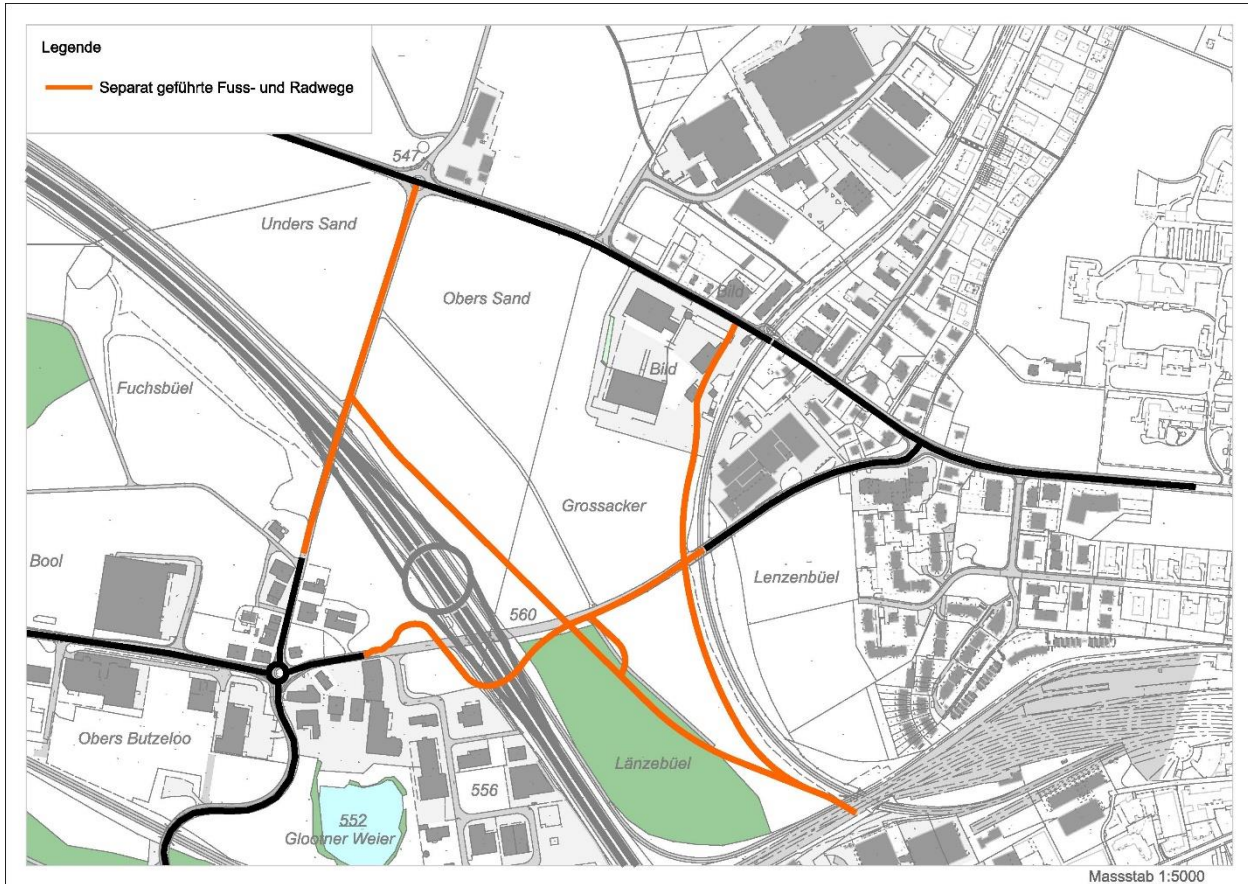 Legende
Separat geführte Fuss- und Radwege
547
Unders Sand
Obers Sand
Bild
Bild
Fuchsbüel
Grossacker
Bool
Lenzenbüel
560
Obers Butzeloo
Länzebüel
556
552
Glootner Weier
Massstab 1:5000